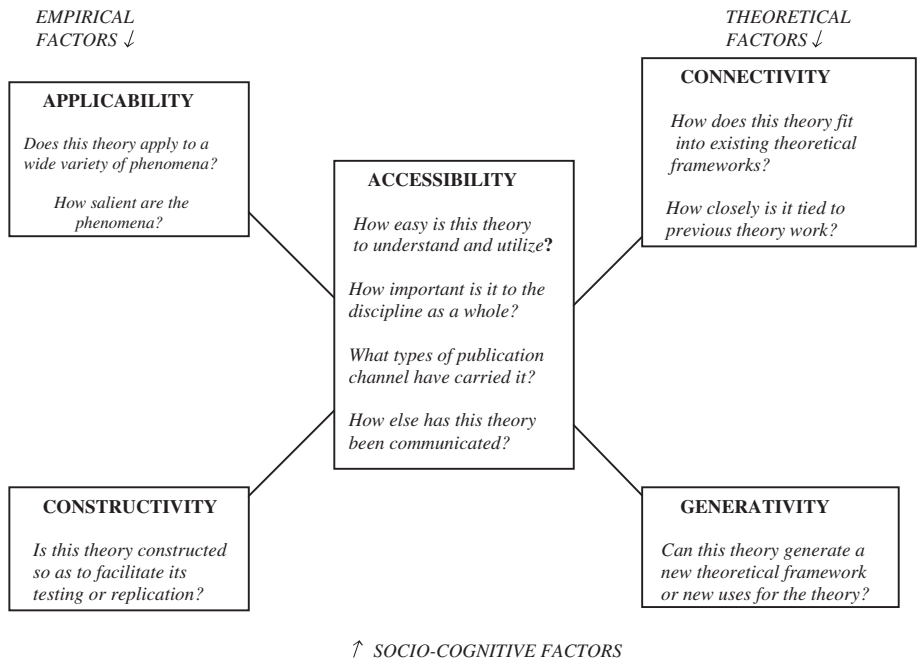 EMPIRICAL
FACTORS ↓
THEORETICAL
FACTORS ↓
APPLICABILITY
Does this theory apply to a
wide variety of phenomena?
How salient are the
phenomena?
CONNECTIVITY
How does this theory fit
into existing theoretical
frameworks?
How closely is it tied to
previous theory work?
ACCESSIBILITY
How easy is this theory
to understand and utilize?
How important is it to the
discipline as a whole?
What types of publication
channel have carried it?
How else has this theory
been communicated?
CONSTRUCTIVITY
Is this theory constructed
so as to facilitate its
testing or replication?
GENERATIVITY
Can this theory generate a
new theoretical framework
or new uses for the theory?
↑ SOCIO-COGNITIVE FACTORS